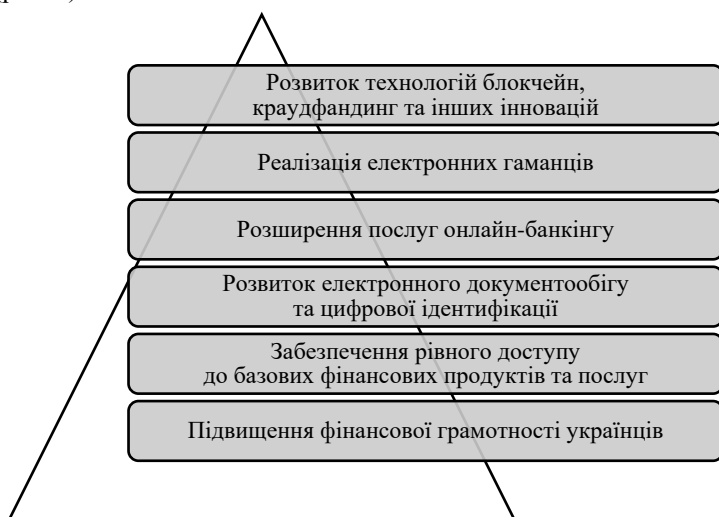 Розвиток технологій блокчейн,
краудфандинг та інших інновацій
Реалізація електронних гаманців
Розширення послуг онлайн-банкінгу
Розвиток електронного документообігу
та цифрової ідентифікації
Забезпечення рівного доступу
до базових фінансових продуктів та послуг
Підвищення фінансової грамотності українців